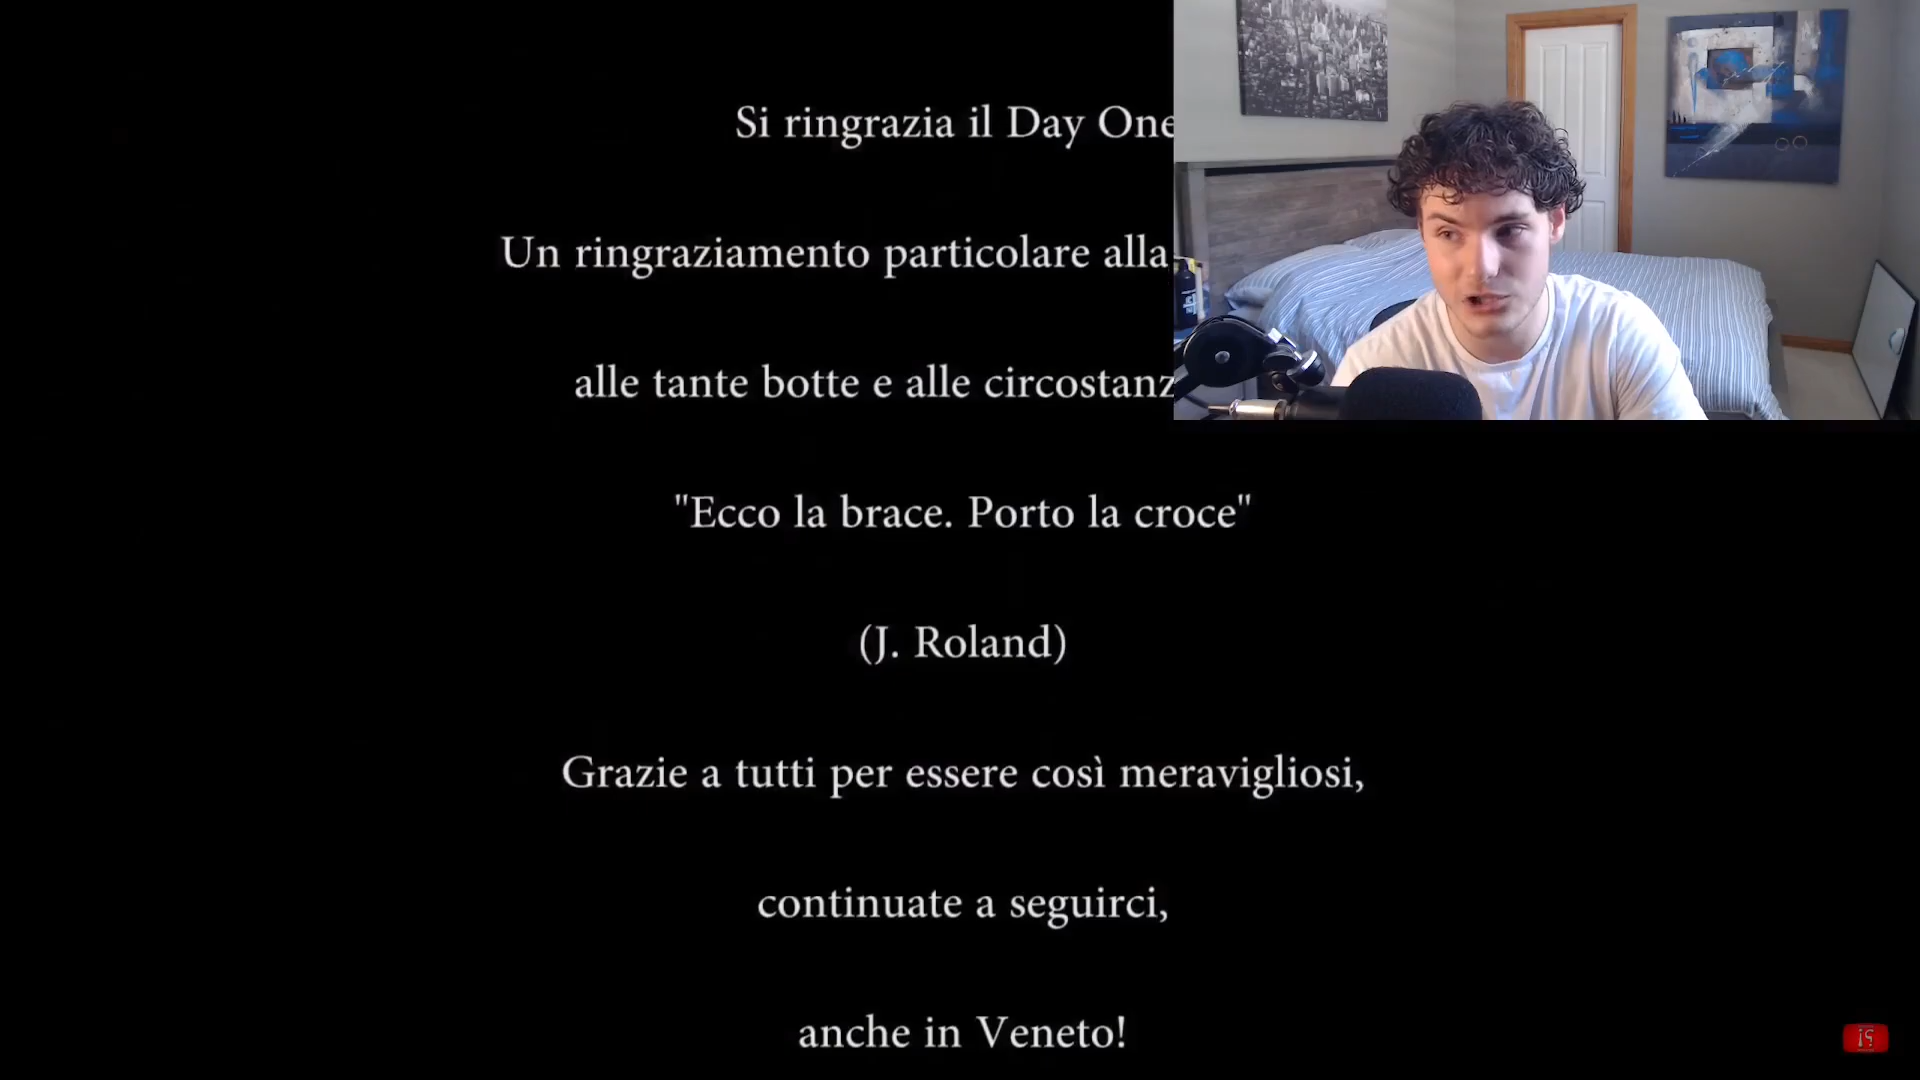 Si ringrazia il Day One
Un ringraziamento particolare alla
alle tante botte e alle
"Ecco la brace. Porto la croce"
(J. Roland)
Grazie a tutti per essere così meravigliosi,
continuate a seguirci,
anche in Veneto!